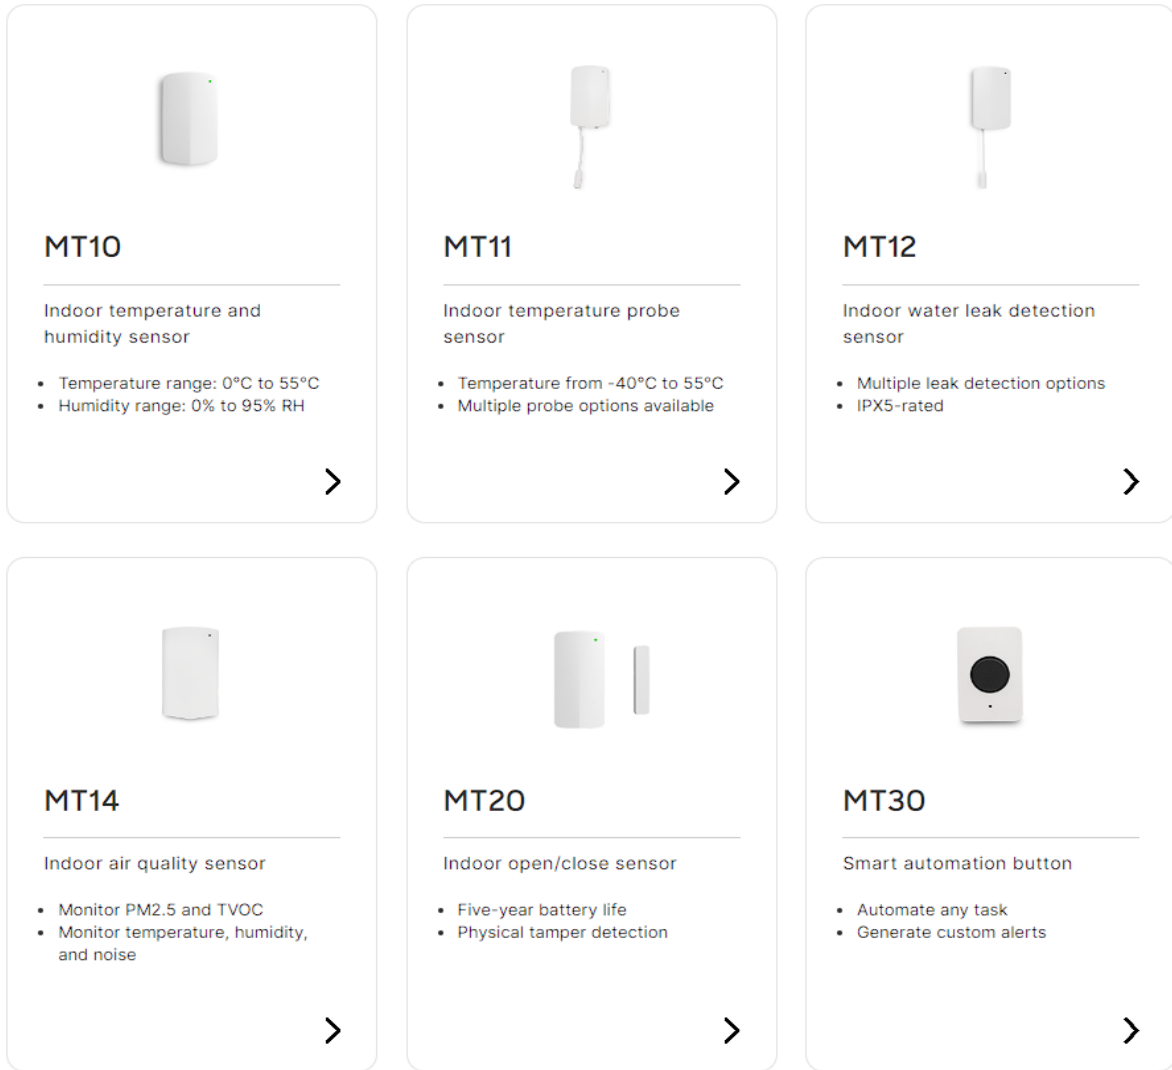 MT10
Indoor temperature and
humidity sensor
• Temperature range: 0°C to 55°C
• Humidity range: 0% to 95% RH
MT11
Indoor temperature probe
sensor
• Temperature from -40°C to 55°C
• Multiple probe options available
MT12
Indoor water leak detection
sensor
• Multiple leak detection options
• IPX5-rated
MT14
Indoor air quality sensor
• Monitor PM2.5 and TVOC
• Monitor temperature, humidity,
and noise
MT20
Indoor open/close sensor
• Five-year battery life
• Physical tamper detection
MT30
Smart automation button
• Automate any task
• Generate custom alerts